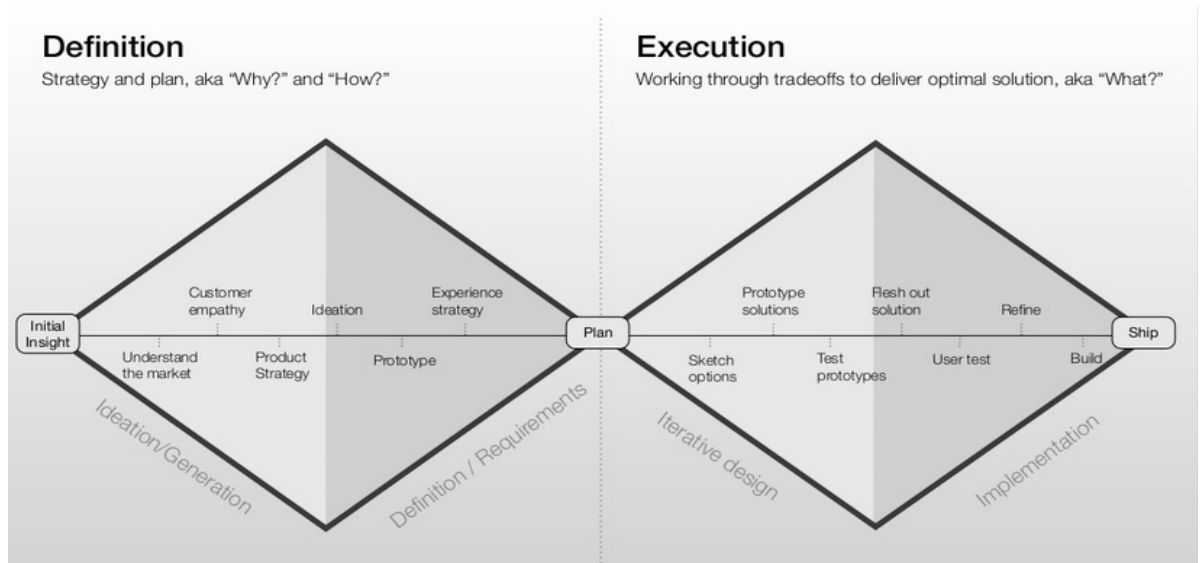 Definition
Strategy and plan, aka “Why?” and “How?”
Execution
Working through tradeoffs to deliver optimal solution, aka “What?”
Initial
Insight
Understand
the market
Customer
empathy
Product
Strategy
Ideation
Prototype
Experience
strategy
Plan
Sketch
options
Prototype
solutions
Test
prototypes
Flesh out
solution
User test
Refine
Build
Ship
Ideation/Generation
Definition / Requirements
Iterative design
Implementation